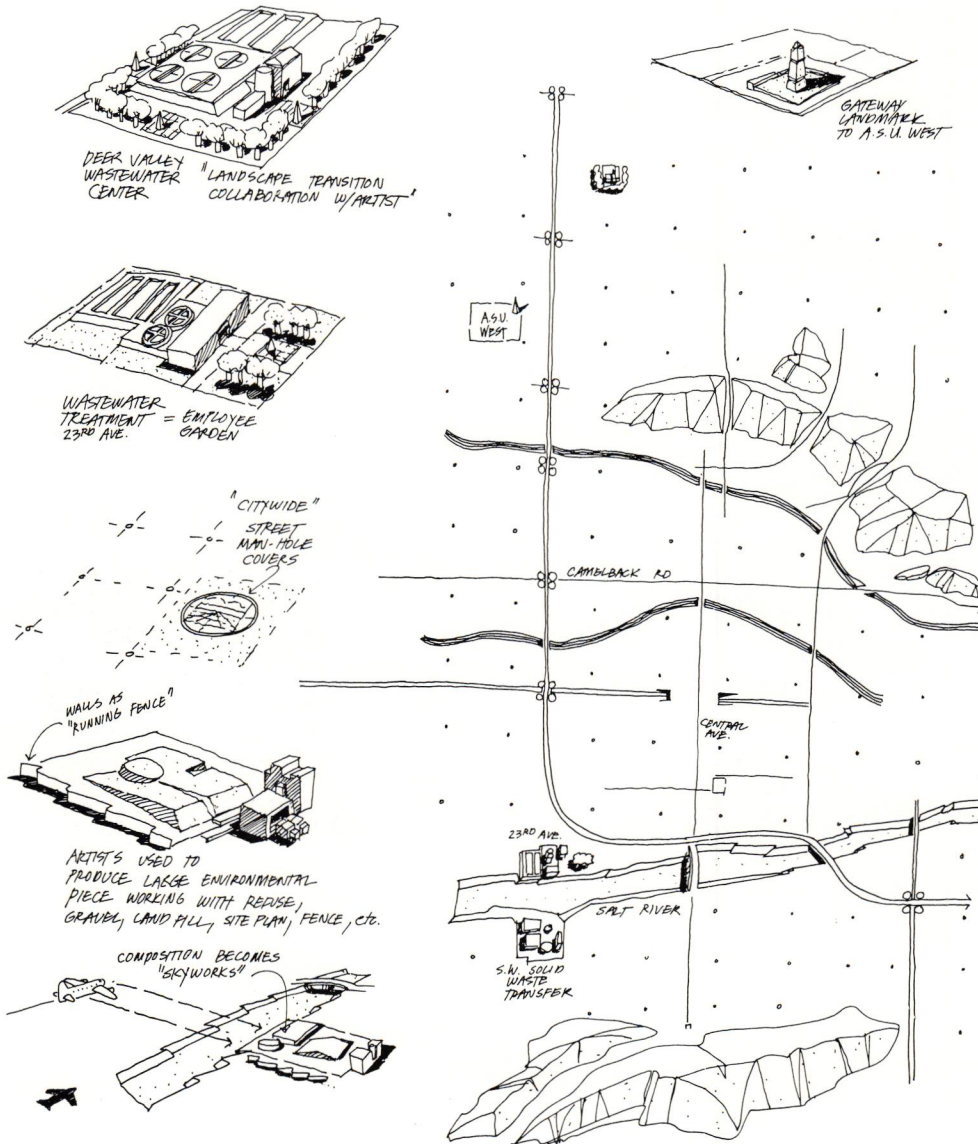 DEER VALLEY
WASTEWATER
CENTER
"LANDSCAPE TRANSITION
COLLABORATION W/ARTIST"
GATEWAY
LANDMARK
TO A.S.U. WEST
A.S.U.
WEST
WASTEWATER
TREATMENT = EMPLOYEE
23RD AVE. GARDEN
"CITYWIDE"
STREET
MAN-HOLE
COVERS
CAMELBACK RD
WALLS AS
"RUNNING FENCE"
CENTRAL
AVE.
ARTISTS USED TO
PRODUCE LARGE ENVIRONMENTAL
PIECE WORKING WITH REFUSE,
GRAVEL, LAND FILL, SITE PLAN, FENCE, etc.
23RD AVE.
SALT RIVER
S.W. SOLID
WASTE
TRANSFER
COMPOSITION BECOMES
"SKYWORKS"